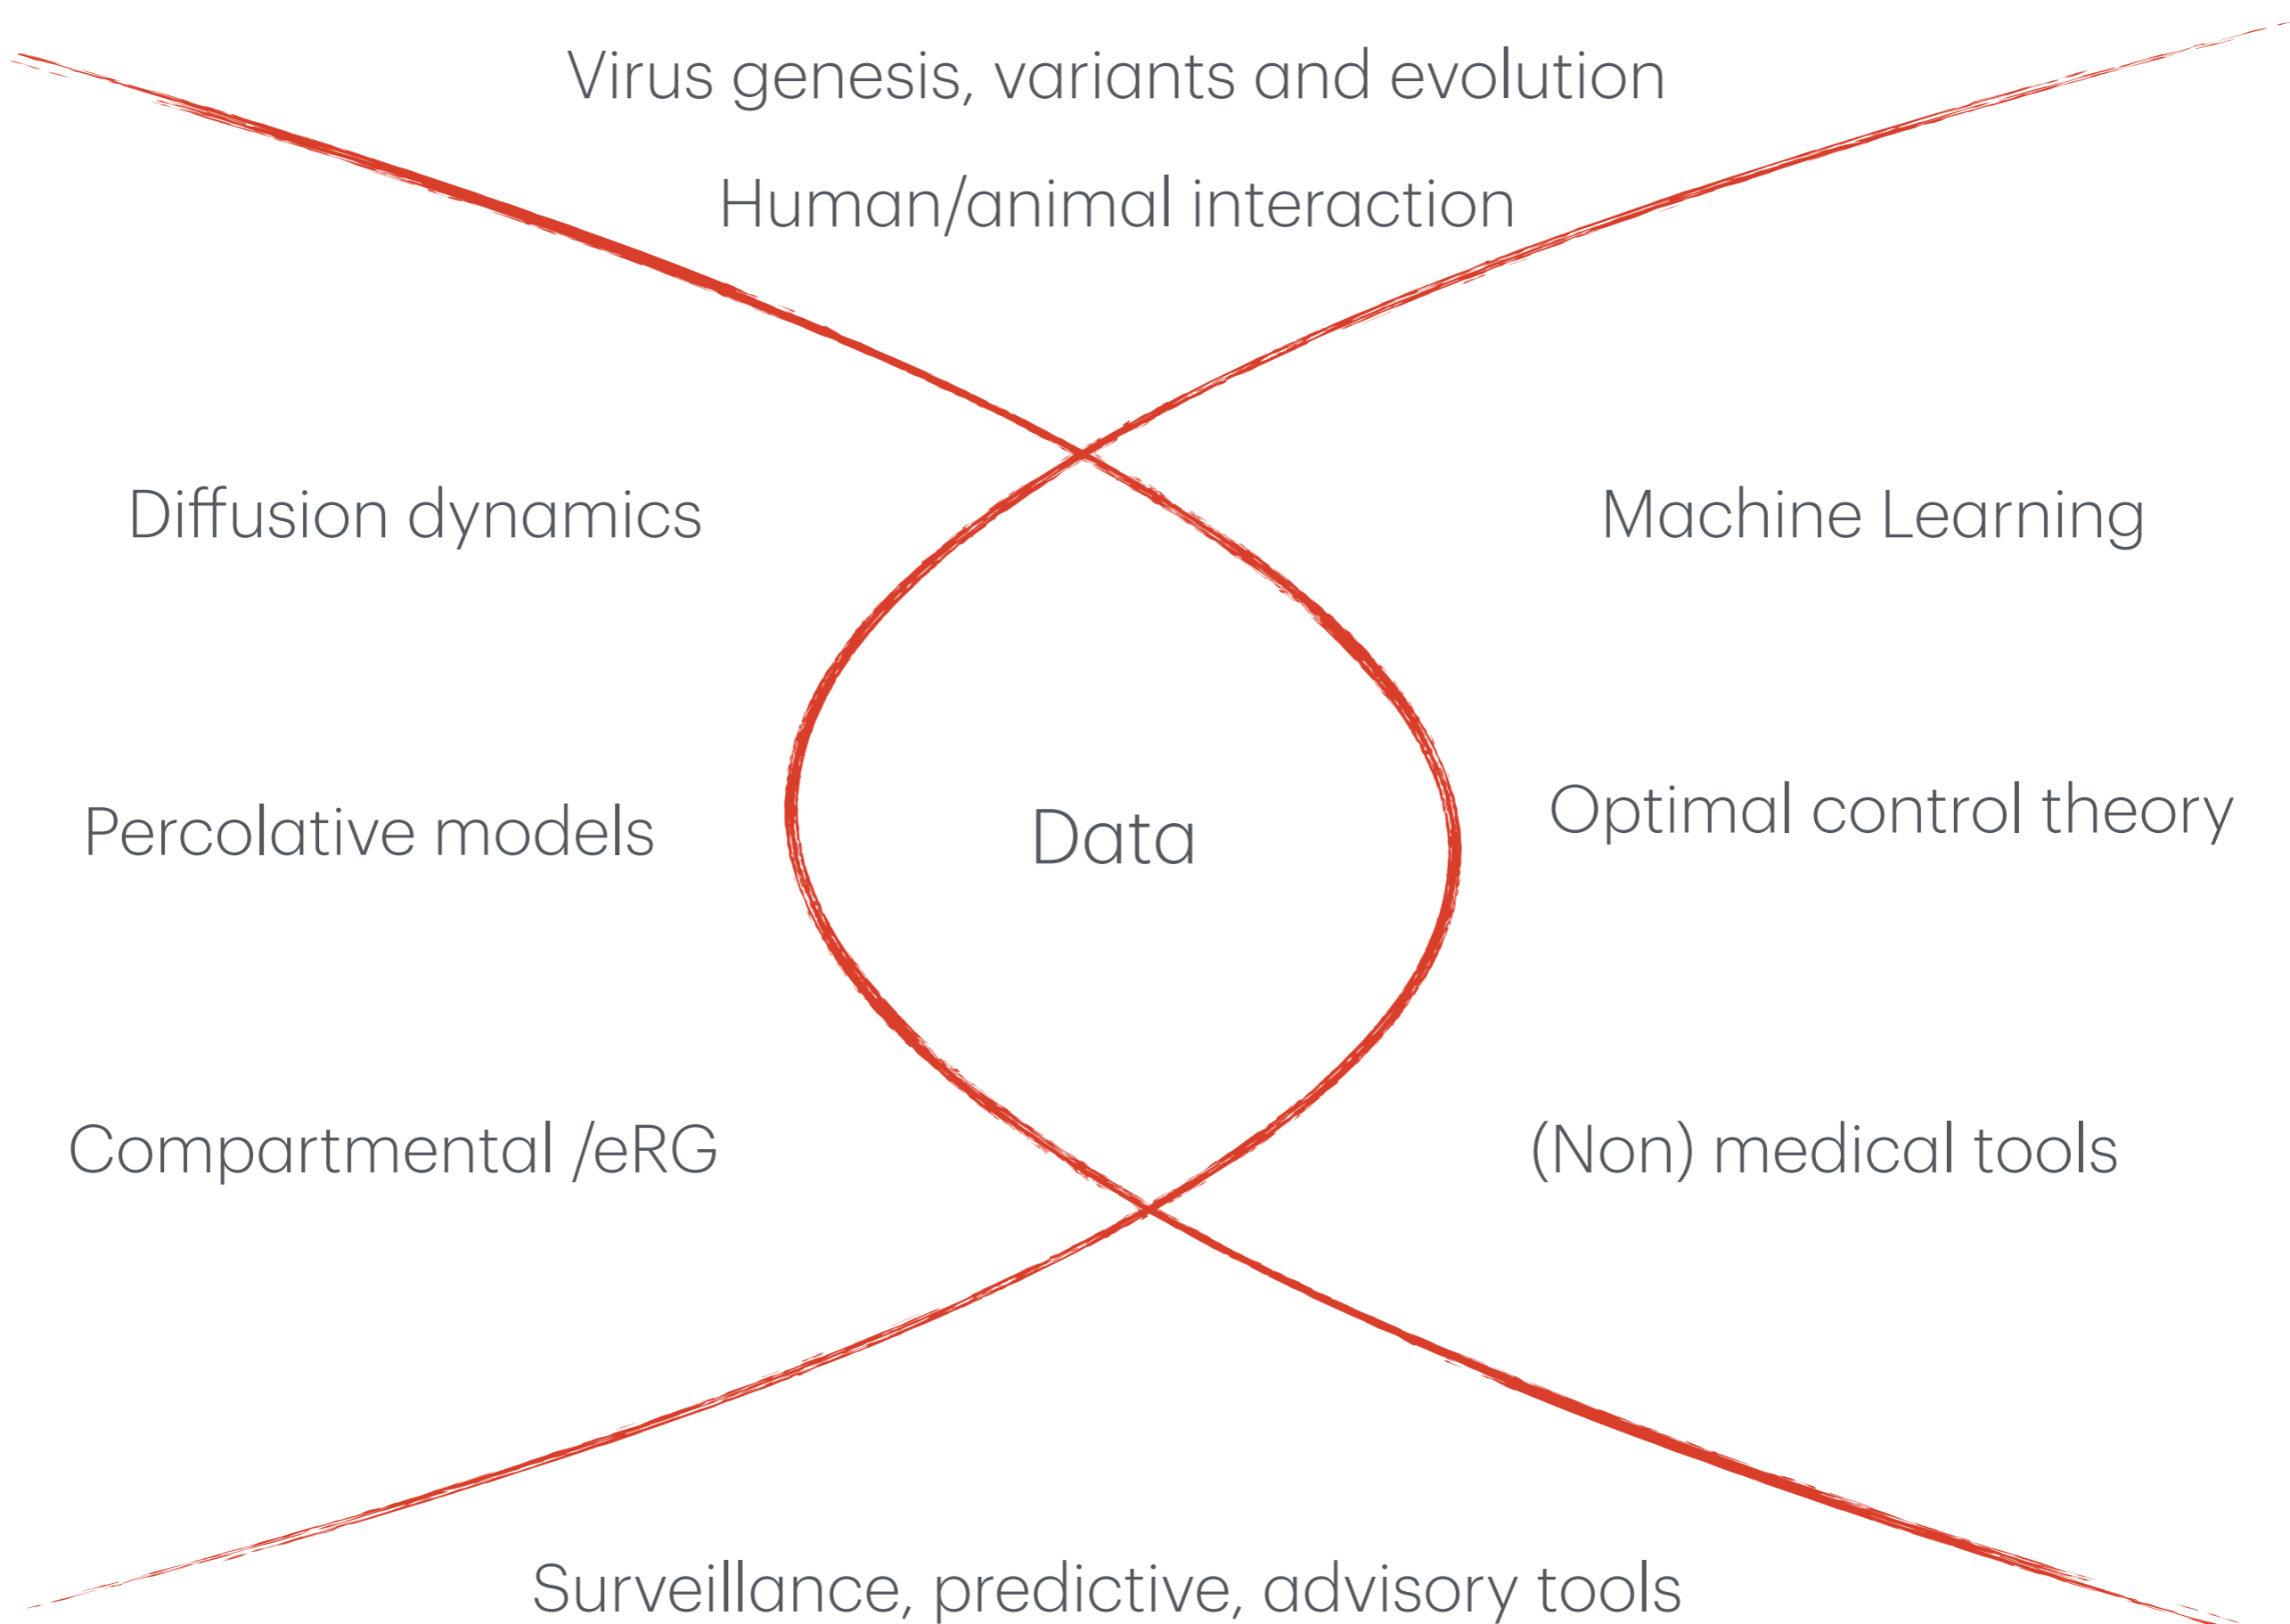 Virus genesis, variants and evolution
Human/animal interaction
Diffusion dynamics
Machine Learning
Percolative models
Data
Optimal control theory
Compartmental /eRG
(Non) medical tools
Surveillance, predictive, advisory tools